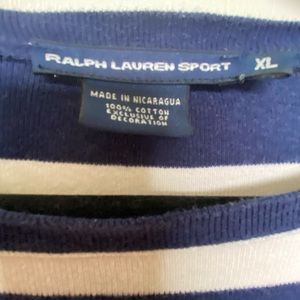 RALPH LAUREN SPORT XL
MADE IN NICARAGUA
100% COTTON
EXCLUSIVE OF
DECORATION